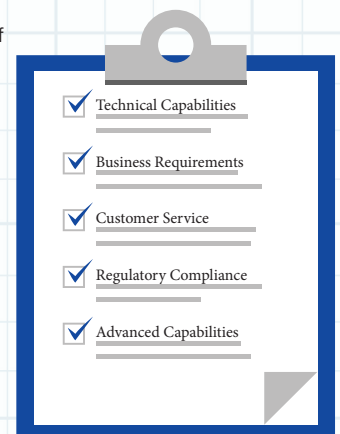 f
Technical Capabilities
Business Requirements
Customer Service
Regulatory Compliance
Advanced Capabilities